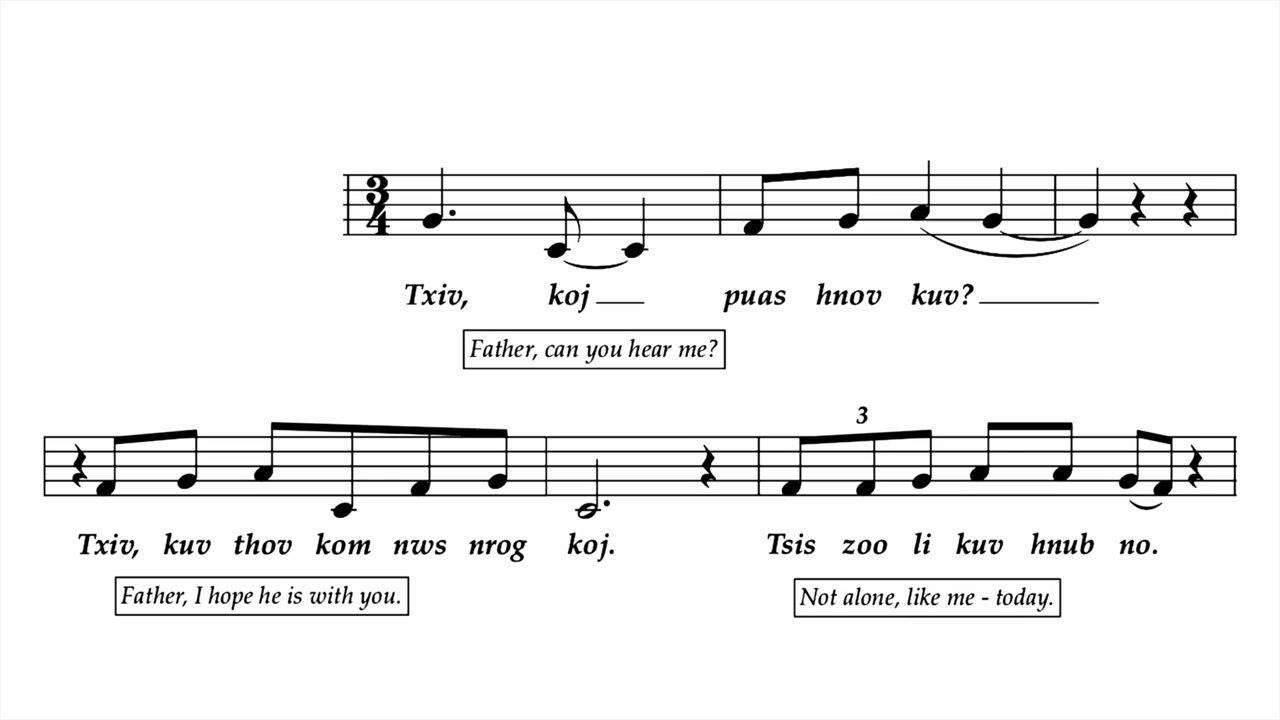 3
4
Txiv, koj puas hnov kuv?
Father, can you hear me?
3
Txiv, kuv thov kom nws nrog koj. Tsis zoo li kuv hnub no.
Father, I hope he is with you. Not alone, like me - today.